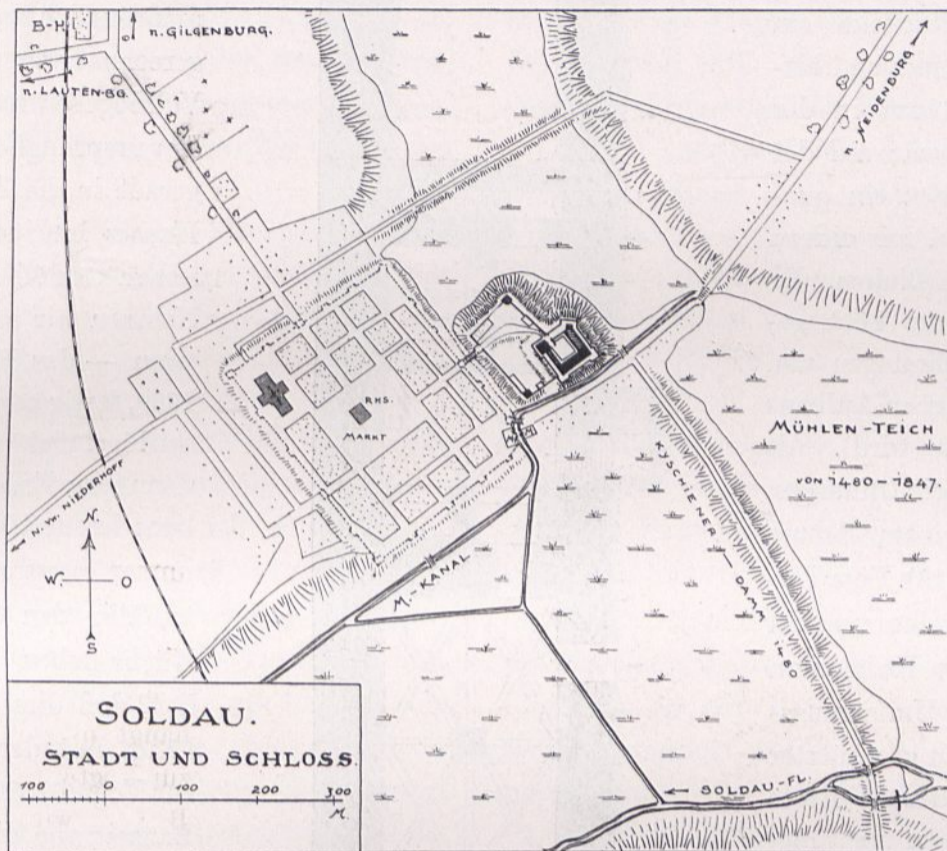 B-H.
n. GILGENBURG.
n. LAUTEN-BG.
n. NEIDENBURG
RHS.
MARKT
M.
MÜHLEN-TEICH
VON 1480-1847.
KYSCHIENER - DAMM 1480
N. VW. NIEDERHOFF
N.
W
O
S
M.-KANAL
SOLDAU.
STADT UND SCHLOSS.
100 0 100 200 300
M.
SOLDAU.-FL.